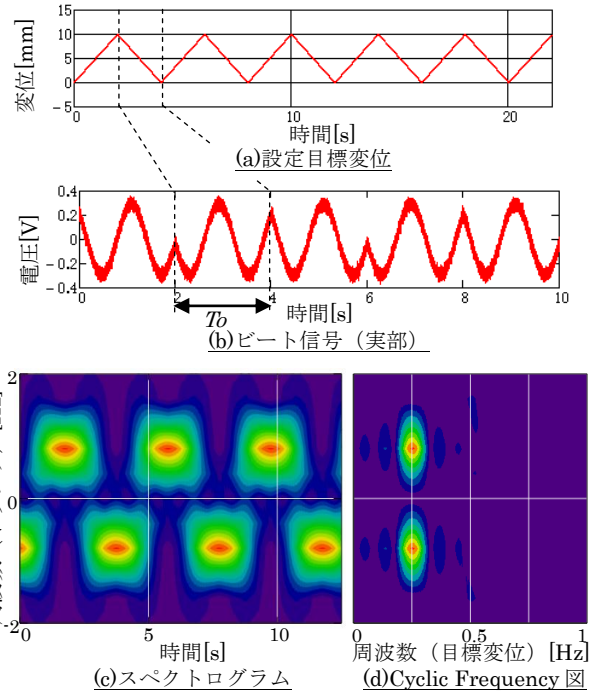 15
10
5
0
-5
変位[mm]
0 10 20
時間[s]
(a)設定目標変位
0.4
0.2
0
-0.2
-0.4
電圧[V]
0 2 4 6 8 10
To
時間[s]
(b)ビート信号（実部）
2
0
-2
0 5 10
時間[s]
(c)スペクトログラム
0 0.5 1
周波数（目標変位）[Hz]
(d)Cyclic Frequency 図